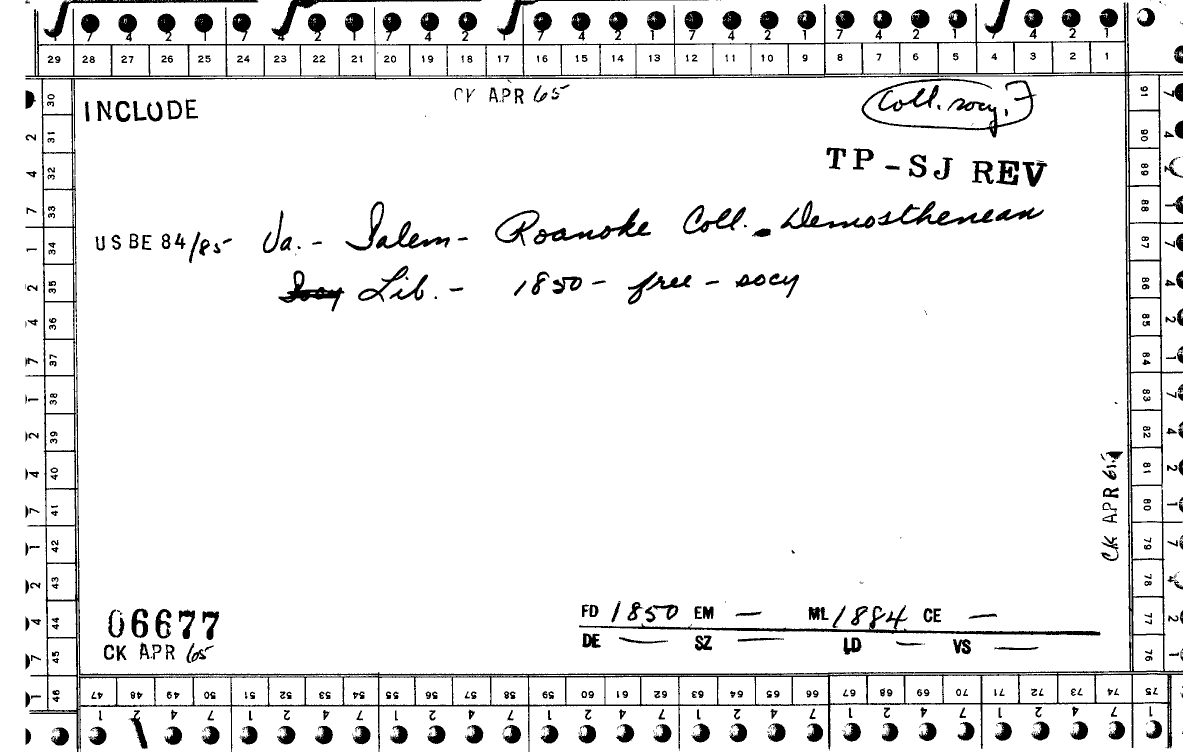 7 4 2 1 7 4 2 1 7 4 2 1 7 4 2 1 7 4 2 1 4 2 1
29 28 27 26 25 24 23 22 21 20 19 18 17 16 15 14 13 12 11 10 9 8 7 6 5 4 3 2 1
CK APR 65
INCLUDE
Coll. socy, F
TP-SJ REV
USBE 84/85 Va. - Salem - Roanoke Coll. - Demosthenean
Socy Lib. - 1850 - free - socy
06677
CK APR 65
FD 1850 EM — ML 1884 CE —
DE — SZ — LD — VS —
CK APR 65
30 31 32 33 34 35 36 37 38 39 40 41 42 43 44 45 46
2 4 7 1 2 4 7 1 2 4 7 1 2 4 7 1
91 90 89 88 87 86 85 84 83 82 81 80 79 78 77 76 75
47 48 49 50 51 52 53 54 55 56 57 58 59 60 61 62 63 64 65 66 67 68 69 70 71 72 73 74 75
1 2 4 7 1 2 4 7 1 2 4 7 1 2 4 7 1 2 4 7 1 2 4 7 1 2 4 7 1